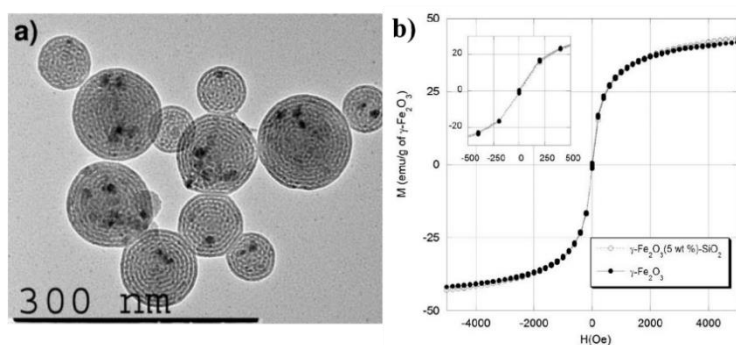 a)
300 nm
b)
M (emu/g of γ-Fe₂O₃)
50
25
0
-25
-50
20
0
-20
-500 -250 0 250 500
γ-Fe₂O₃(5 wt %)-SiO₂
γ-Fe₂O₃
-4000 -2000 0 2000 4000
H(Oe)